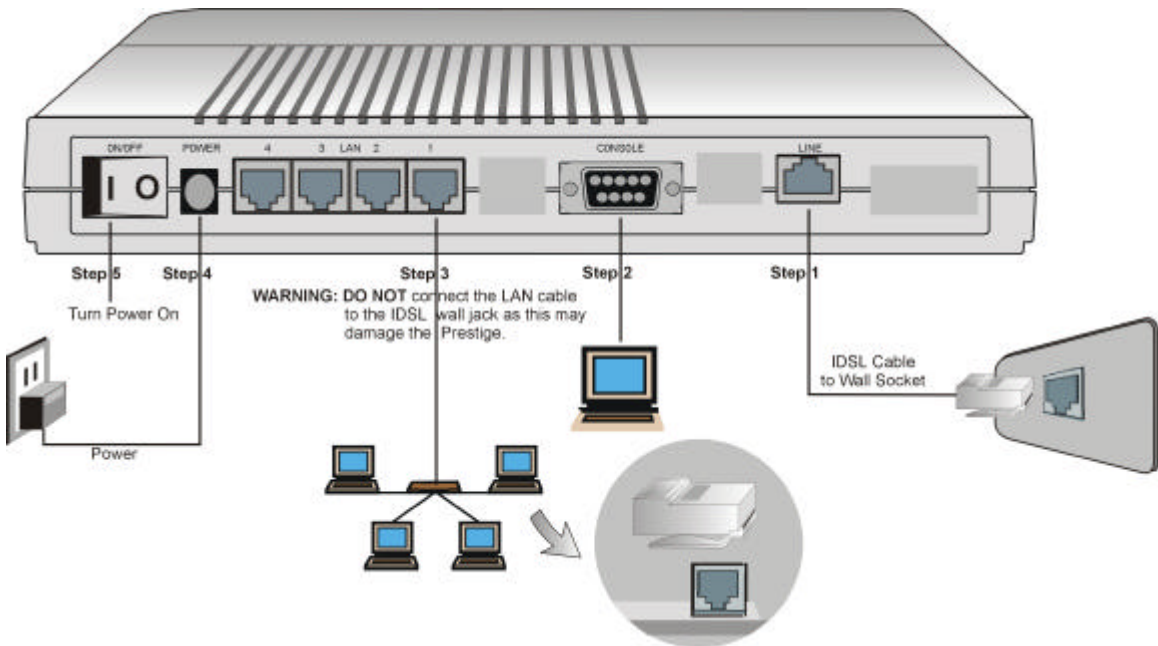 ON/OFF
POWER
4 3 LAN 2 1
CONSOLE
LINE
I O
Step 5
Step 4
Step 3
Step 2
Step 1
Turn Power On
WARNING: DO NOT connect the LAN cable
to the IDSL wall jack as this may
damage the Prestige.
IDSL Cable
to Wall Socket
Power